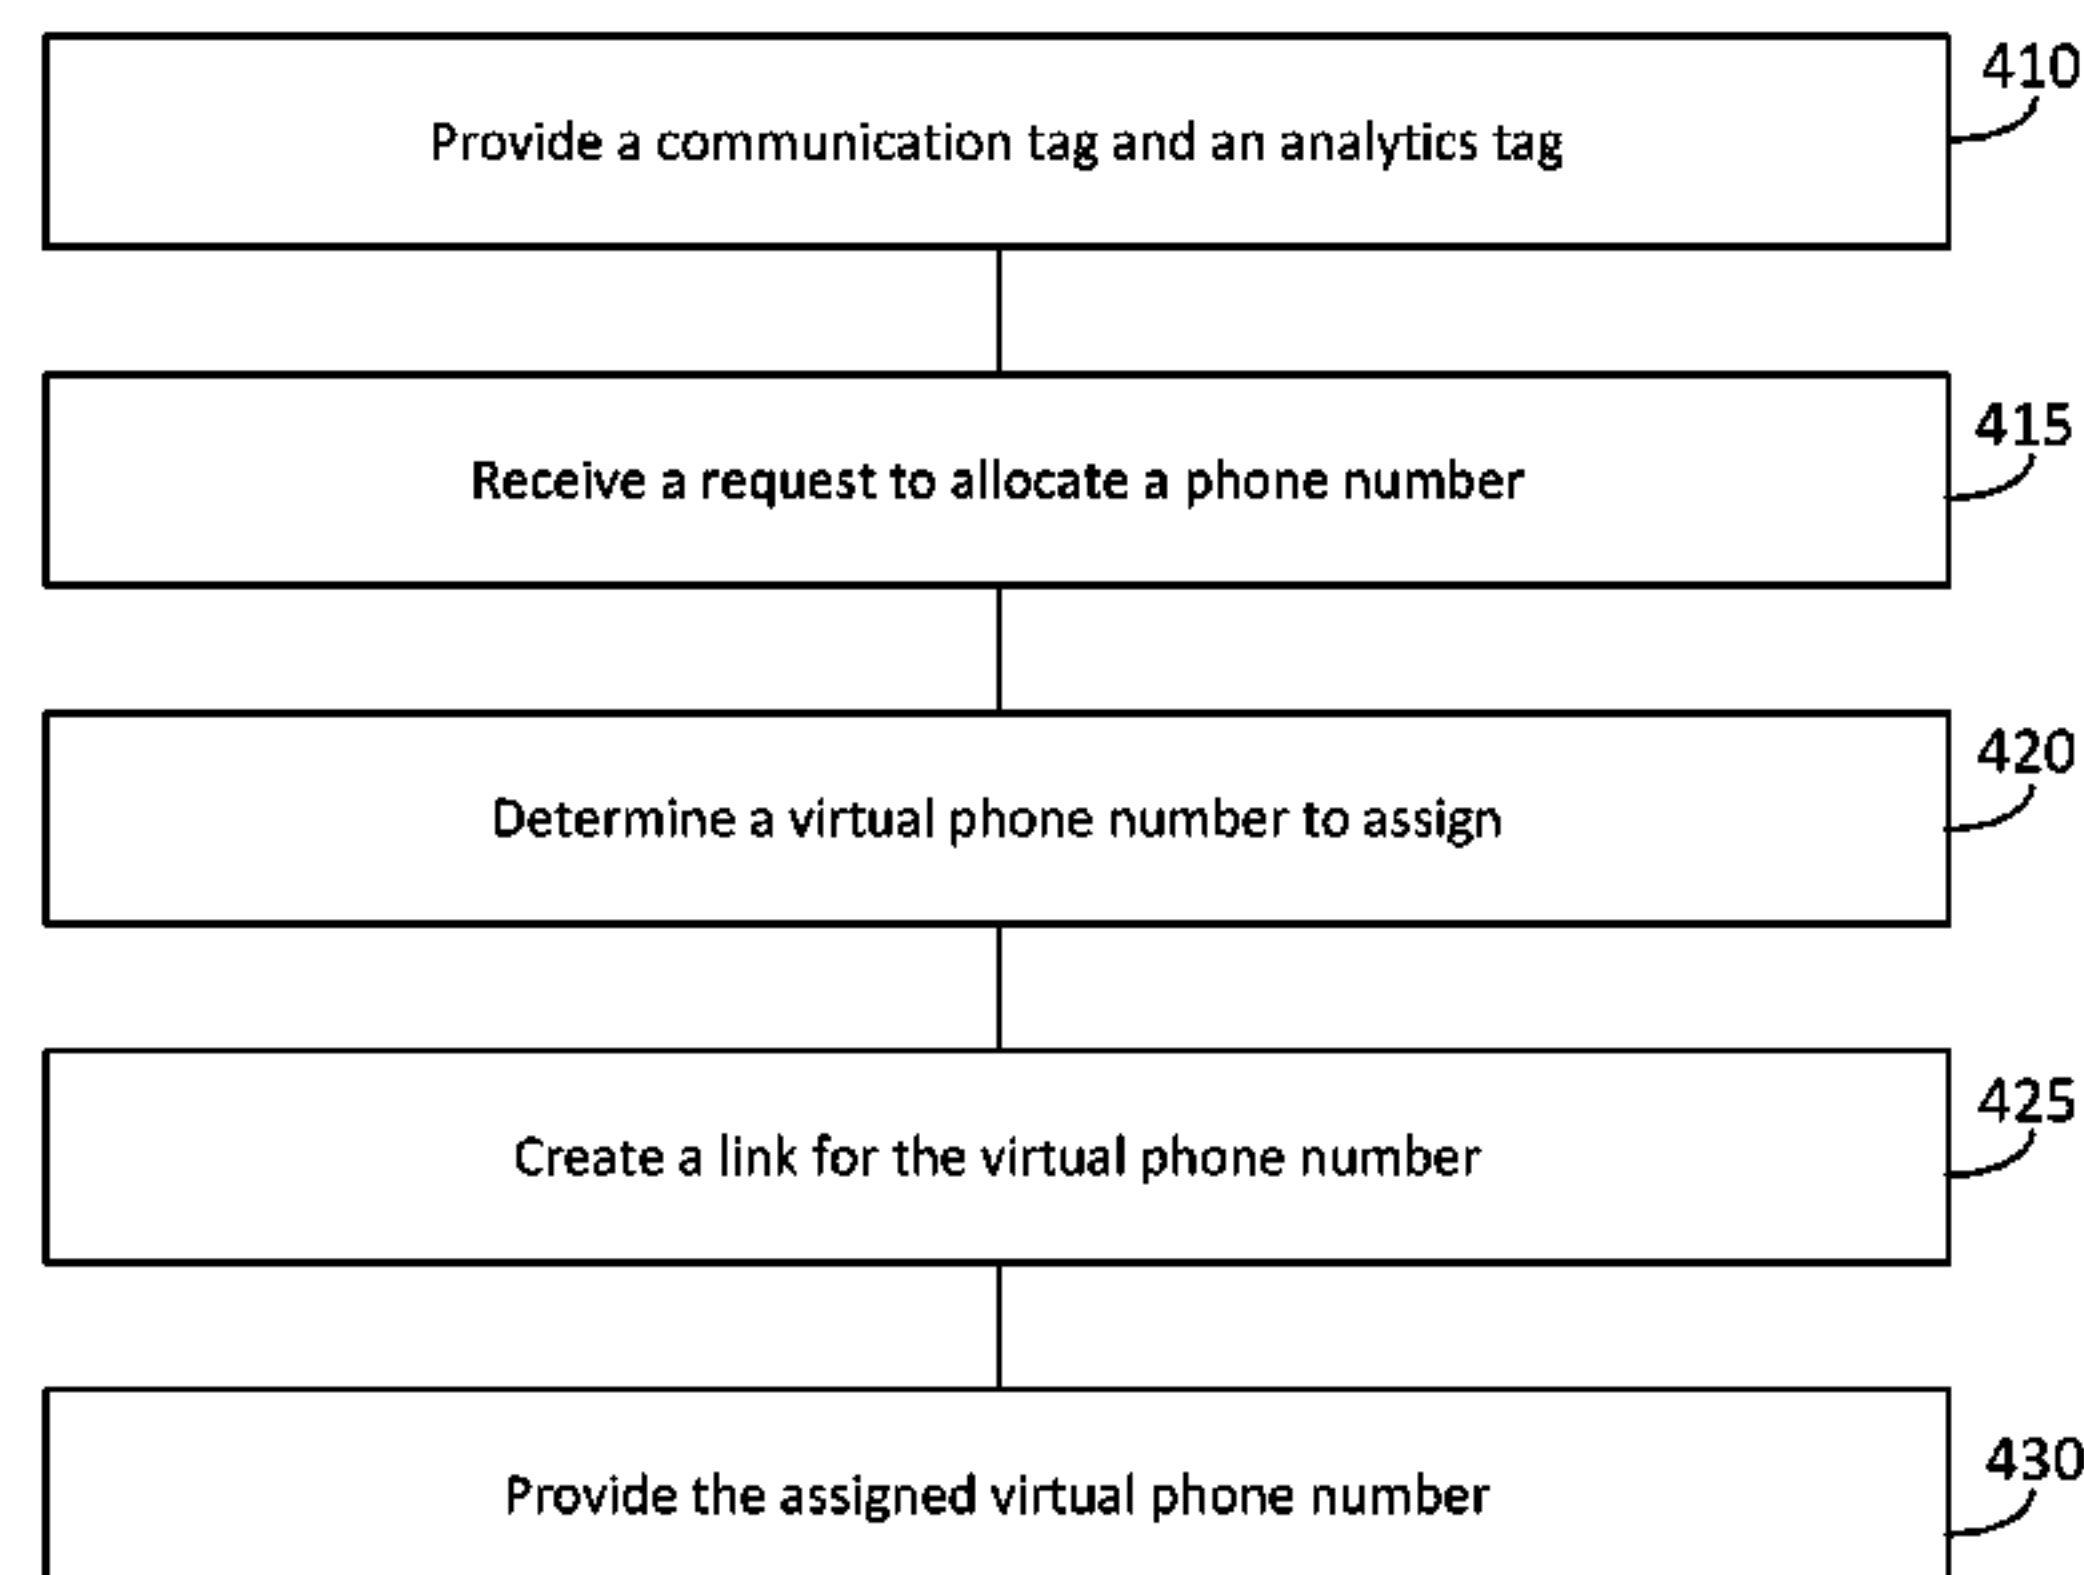 410
Provide a communication tag and an analytics tag
415
Receive a request to allocate a phone number
420
Determine a virtual phone number to assign
425
Create a link for the virtual phone number
430
Provide the assigned virtual phone number